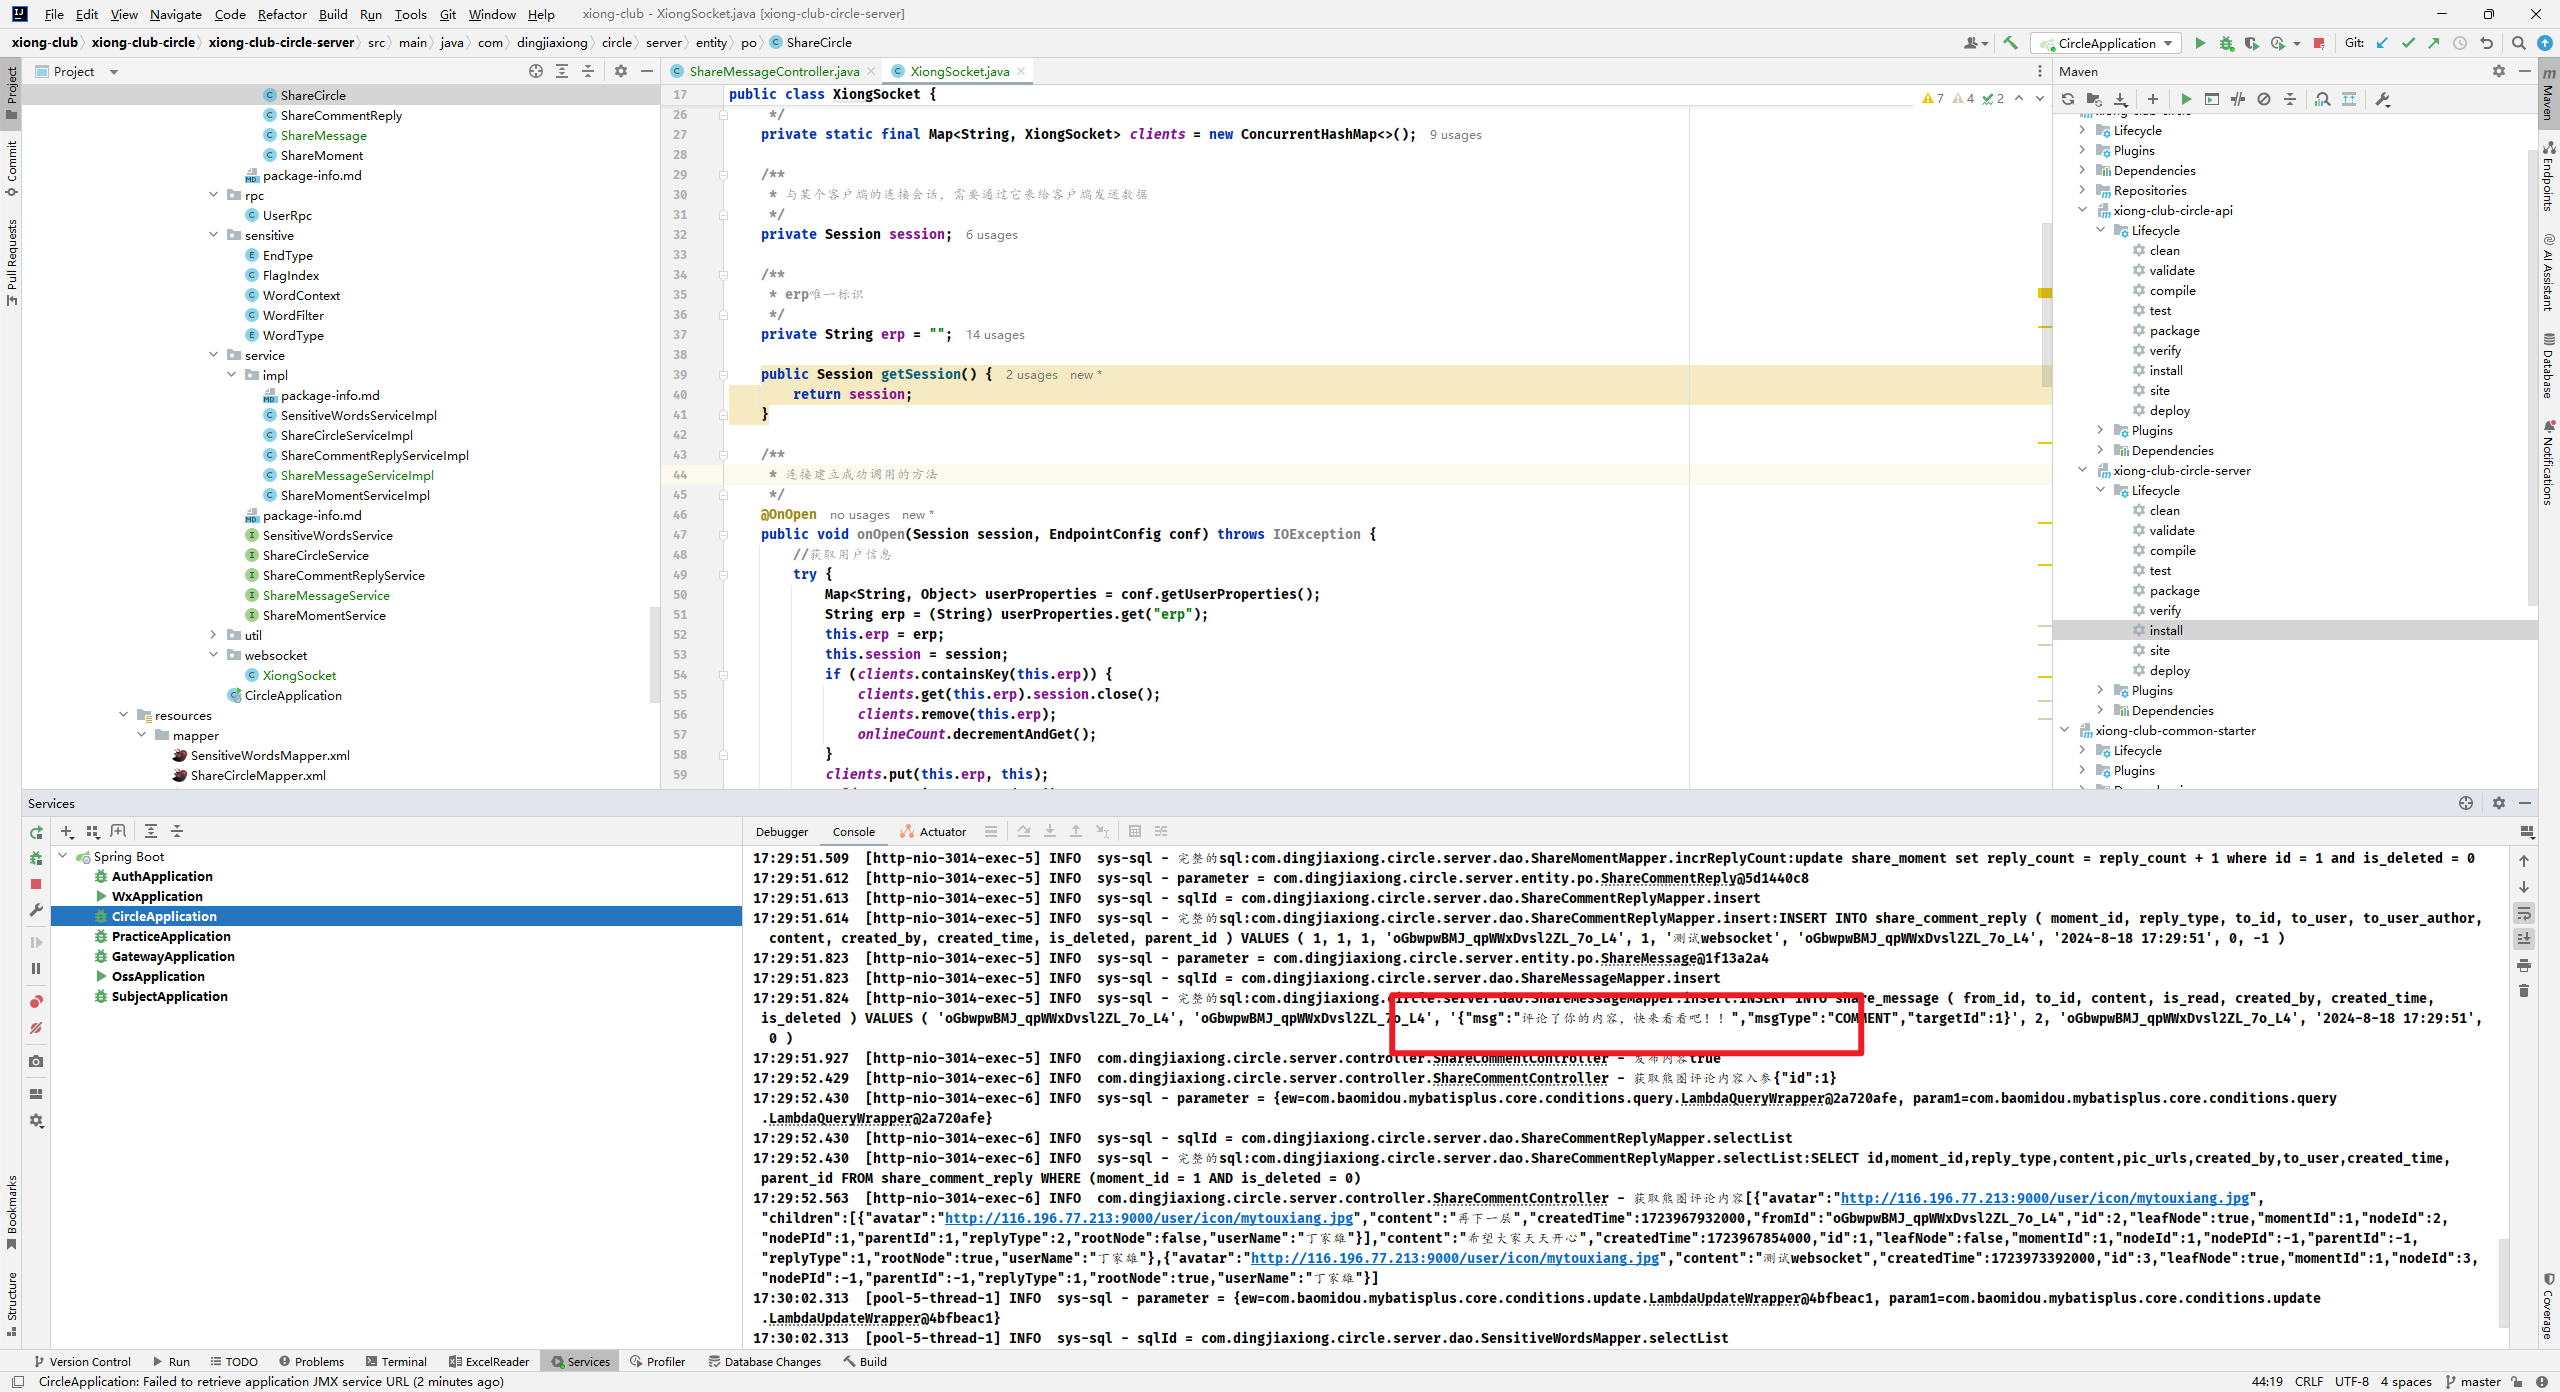 File Edit View Navigate Code Refactor Build Run Tools Git Window Help xiong-club - XiongSocket.java [xiong-club-circle-server]
xiong-club xiong-club-circle xiong-club-circle-server src main java com dingjiaxiong circle server entity po ShareCircle
CircleApplication
Git:
Project
ShareCircle
ShareCommentReply
ShareMessage
ShareMoment
package-info.md
rpc
UserRpc
sensitive
EndType
FlagIndex
WordContext
WordFilter
WordType
service
impl
package-info.md
SensitiveWordsServiceImpl
ShareCircleServiceImpl
ShareCommentReplyServiceImpl
ShareMessageServiceImpl
ShareMomentServiceImpl
package-info.md
SensitiveWordsService
ShareCircleService
ShareCommentReplyService
ShareMessageService
ShareMomentService
util
websocket
XiongSocket
CircleApplication
resources
mapper
SensitiveWordsMapper.xml
ShareCircleMapper.xml
ShareMessageController.java XiongSocket.java
17 public class XiongSocket {
7 4 2
26 */
27 private static final Map<String, XiongSocket> clients = new ConcurrentHashMap<>(); 9 usages
28
29 /**
30 * 与某个客户端的连接会话，需要通过它来给客户端发送数据
31 */
32 private Session session; 6 usages
33
34 /**
35 * erp唯一标识
36 */
37 private String erp = ""; 14 usages
38
39 public Session getSession() { 2 usages new *
40 return session;
41 }
42
43 /**
44 * 连接建立成功调用的方法
45 */
46 @OnOpen no usages new *
47 public void onOpen(Session session, EndpointConfig conf) throws IOException {
48 //获取用户信息
49 try {
50 Map<String, Object> userProperties = conf.getUserProperties();
51 String erp = (String) userProperties.get("erp");
52 this.erp = erp;
53 this.session = session;
54 if (clients.containsKey(this.erp)) {
55 clients.get(this.erp).session.close();
56 clients.remove(this.erp);
57 onlineCount.decrementAndGet();
58 }
59 clients.put(this.erp, this);
Maven
Lifecycle
Plugins
Dependencies
Repositories
xiong-club-circle-api
Lifecycle
clean
validate
compile
test
package
verify
install
site
deploy
Plugins
Dependencies
xiong-club-circle-server
Lifecycle
clean
validate
compile
test
package
verify
install
site
deploy
Plugins
Dependencies
xiong-club-common-starter
Lifecycle
Plugins
Project
Commit
Pull Requests
Bookmarks
Structure
Maven
Endpoints
AI Assistant
Database
Notifications
Coverage
Services
Spring Boot
AuthApplication
WxApplication
CircleApplication
PracticeApplication
GatewayApplication
OssApplication
SubjectApplication
Debugger Console Actuator
17:29:51.509 [http-nio-3014-exec-5] INFO sys-sql - 完整的sql:com.dingjiaxiong.circle.server.dao.ShareMomentMapper.incrReplyCount:update share_moment set reply_count = reply_count + 1 where id = 1 and is_deleted = 0
17:29:51.612 [http-nio-3014-exec-5] INFO sys-sql - parameter = com.dingjiaxiong.circle.server.entity.po.ShareCommentReply@5d1440c8
17:29:51.613 [http-nio-3014-exec-5] INFO sys-sql - sqlId = com.dingjiaxiong.circle.server.dao.ShareCommentReplyMapper.insert
17:29:51.614 [http-nio-3014-exec-5] INFO sys-sql - 完整的sql:com.dingjiaxiong.circle.server.dao.ShareCommentReplyMapper.insert:INSERT INTO share_comment_reply ( moment_id, reply_type, to_id, to_user, to_user_author,
content, created_by, created_time, is_deleted, parent_id ) VALUES ( 1, 1, 1, 'oGbwpwBMJ_qpWWxDvsl2ZL_7o_L4', 1, '测试websocket', 'oGbwpwBMJ_qpWWxDvsl2ZL_7o_L4', '2024-8-18 17:29:51', 0, -1 )
17:29:51.823 [http-nio-3014-exec-5] INFO sys-sql - parameter = com.dingjiaxiong.circle.server.entity.po.ShareMessage@1f13a2a4
17:29:51.823 [http-nio-3014-exec-5] INFO sys-sql - sqlId = com.dingjiaxiong.circle.server.dao.ShareMessageMapper.insert
17:29:51.824 [http-nio-3014-exec-5] INFO sys-sql - 完整的sql:com.dingjiaxiong.circle.server.dao.ShareMessageMapper.insert:INSERT INTO share_message ( from_id, to_id, content, is_read, created_by, created_time,
is_deleted ) VALUES ( 'oGbwpwBMJ_qpWWxDvsl2ZL_7o_L4', 'oGbwpwBMJ_qpWWxDvsl2ZL_7o_L4', '{"msg":"评论了你的内容，快来看看吧！！","msgType":"COMMENT","targetId":1}', 2, 'oGbwpwBMJ_qpWWxDvsl2ZL_7o_L4', '2024-8-18 17:29:51',
0 )
17:29:51.927 [http-nio-3014-exec-5] INFO com.dingjiaxiong.circle.server.controller.ShareCommentController - 发布内容true
17:29:52.429 [http-nio-3014-exec-6] INFO com.dingjiaxiong.circle.server.controller.ShareCommentController - 获取熊圈评论内容入参{"id":1}
17:29:52.430 [http-nio-3014-exec-6] INFO sys-sql - parameter = {ew=com.baomidou.mybatisplus.core.conditions.query.LambdaQueryWrapper@2a720afe, param1=com.baomidou.mybatisplus.core.conditions.query
.LambdaQueryWrapper@2a720afe}
17:29:52.430 [http-nio-3014-exec-6] INFO sys-sql - sqlId = com.dingjiaxiong.circle.server.dao.ShareCommentReplyMapper.selectList
17:29:52.430 [http-nio-3014-exec-6] INFO sys-sql - 完整的sql:com.dingjiaxiong.circle.server.dao.ShareCommentReplyMapper.selectList:SELECT id,moment_id,reply_type,content,pic_urls,created_by,to_user,created_time,
parent_id FROM share_comment_reply WHERE (moment_id = 1 AND is_deleted = 0)
17:29:52.563 [http-nio-3014-exec-6] INFO com.dingjiaxiong.circle.server.controller.ShareCommentController - 获取熊圈评论内容[{"avatar":"http://116.196.77.213:9000/user/icon/mytouxiang.jpg",
"children":[{"avatar":"http://116.196.77.213:9000/user/icon/mytouxiang.jpg","content":"再下一层","createdTime":1723967932000,"fromId":"oGbwpwBMJ_qpWWxDvsl2ZL_7o_L4","id":2,"leafNode":true,"momentId":1,"nodeId":2,
"nodePId":1,"parentId":1,"replyType":2,"rootNode":false,"userName":"丁家雄"}],"content":"希望大家天天开心","createdTime":1723967854000,"id":1,"leafNode":false,"momentId":1,"nodeId":1,"nodePId":-1,"parentId":-1,
"replyType":1,"rootNode":true,"userName":"丁家雄"},{"avatar":"http://116.196.77.213:9000/user/icon/mytouxiang.jpg","content":"测试websocket","createdTime":1723973392000,"id":3,"leafNode":true,"momentId":1,"nodeId":3,
"nodePId":-1,"parentId":-1,"replyType":1,"rootNode":true,"userName":"丁家雄"}]
17:30:02.313 [pool-5-thread-1] INFO sys-sql - parameter = {ew=com.baomidou.mybatisplus.core.conditions.update.LambdaUpdateWrapper@4bfbeac1, param1=com.baomidou.mybatisplus.core.conditions.update
.LambdaUpdateWrapper@4bfbeac1}
17:30:02.313 [pool-5-thread-1] INFO sys-sql - sqlId = com.dingjiaxiong.circle.server.dao.SensitiveWordsMapper.selectList
Version Control Run TODO Problems Terminal ExcelReader Services Profiler Database Changes Build
CircleApplication: Failed to retrieve application JMX service URL (2 minutes ago)
44:19 CRLF UTF-8 4 spaces master